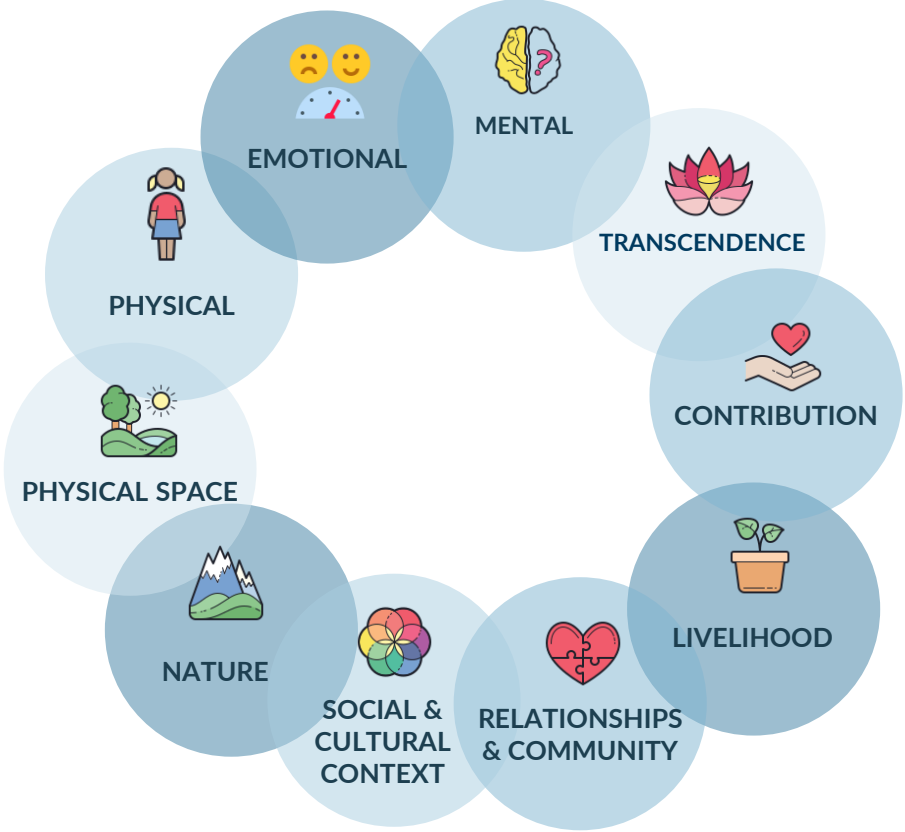 EMOTIONAL
MENTAL
TRANSCENDENCE
CONTRIBUTION
LIVELIHOOD
RELATIONSHIPS
& COMMUNITY
SOCIAL &
CULTURAL
CONTEXT
NATURE
PHYSICAL SPACE
PHYSICAL
?